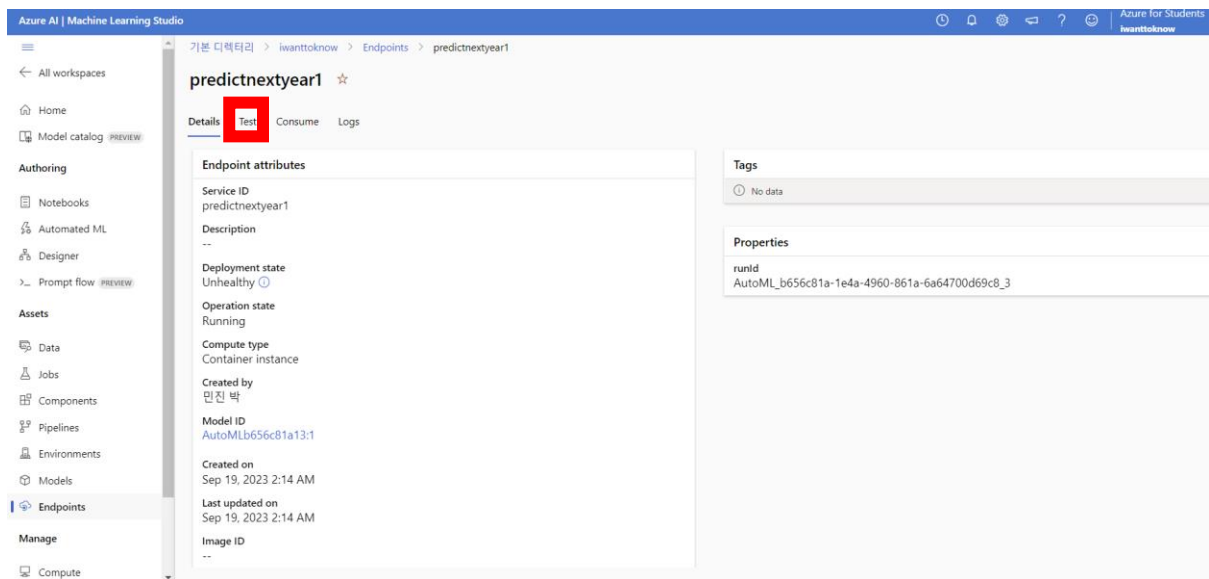 Azure AI | Machine Learning Studio
Azure for Students
iwanttoknow
All workspaces
Home
Model catalog PREVIEW
Authoring
Notebooks
Automated ML
Designer
Prompt flow PREVIEW
Assets
Data
Jobs
Components
Pipelines
Environments
Models
Endpoints
Manage
Compute
기본 디렉터리 > iwanttoknow > Endpoints > predictnextyear1
predictnextyear1
Details Test Consume Logs
Endpoint attributes
Service ID
predictnextyear1
Description
--
Deployment state
Unhealthy
Operation state
Running
Compute type
Container instance
Created by
민진 박
Model ID
AutoMLb656c81a13:1
Created on
Sep 19, 2023 2:14 AM
Last updated on
Sep 19, 2023 2:14 AM
Image ID
--
Tags
No data
Properties
runId
AutoML_b656c81a-1e4a-4960-861a-6a64700d69c8_3